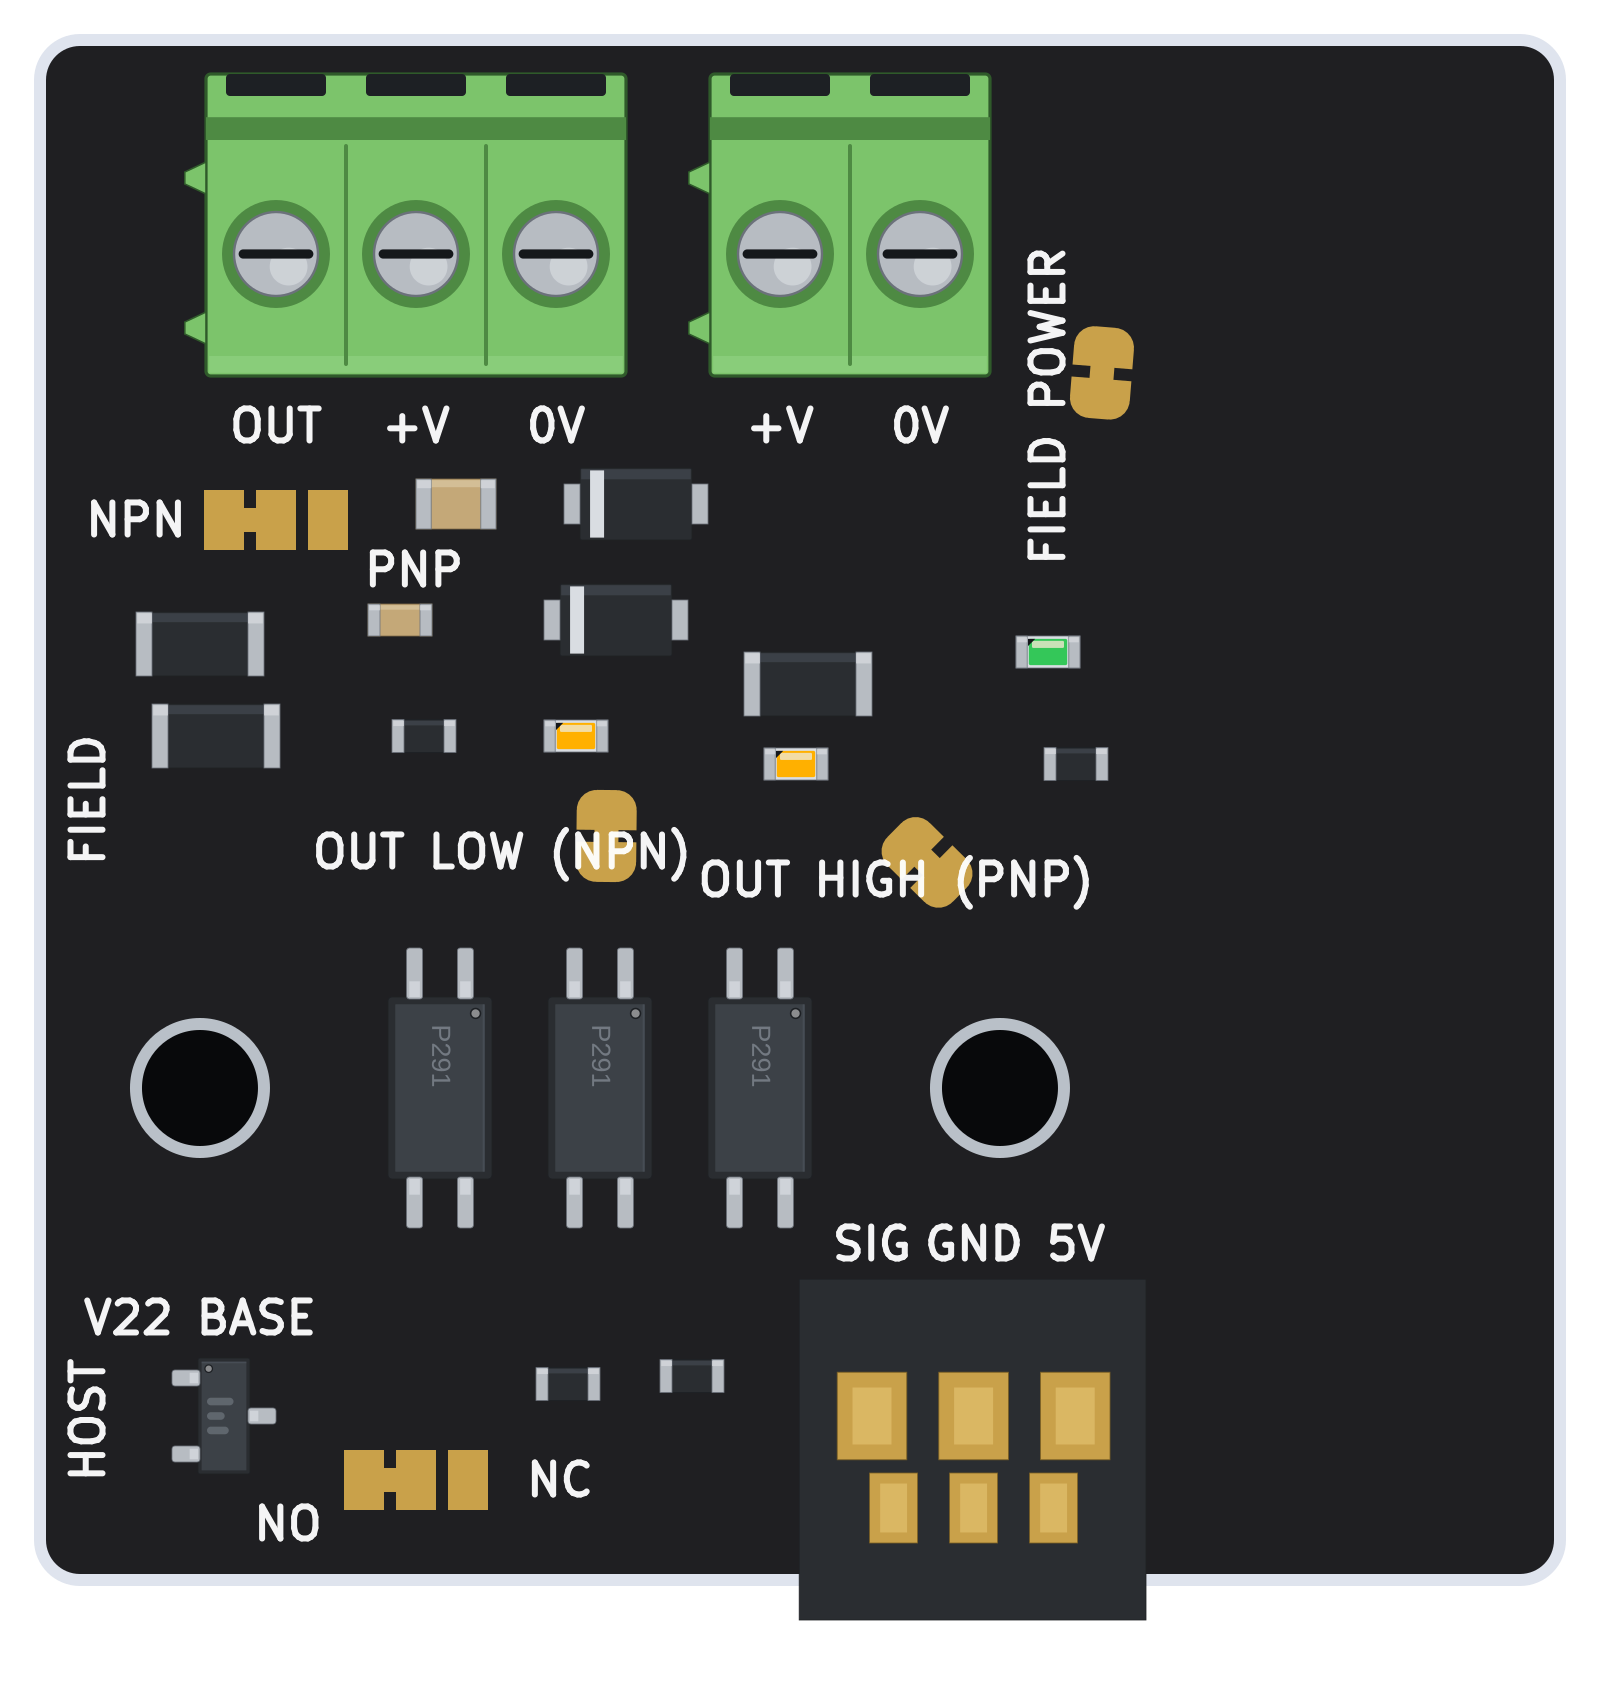 OUT +V 0V +V 0V
FIELD POWER
NPN
PNP
FIELD
OUT LOW (NPN)
OUT HIGH (PNP)
P291 P291 P291
SIG GND 5V
V22 BASE
HOST
NC
NO